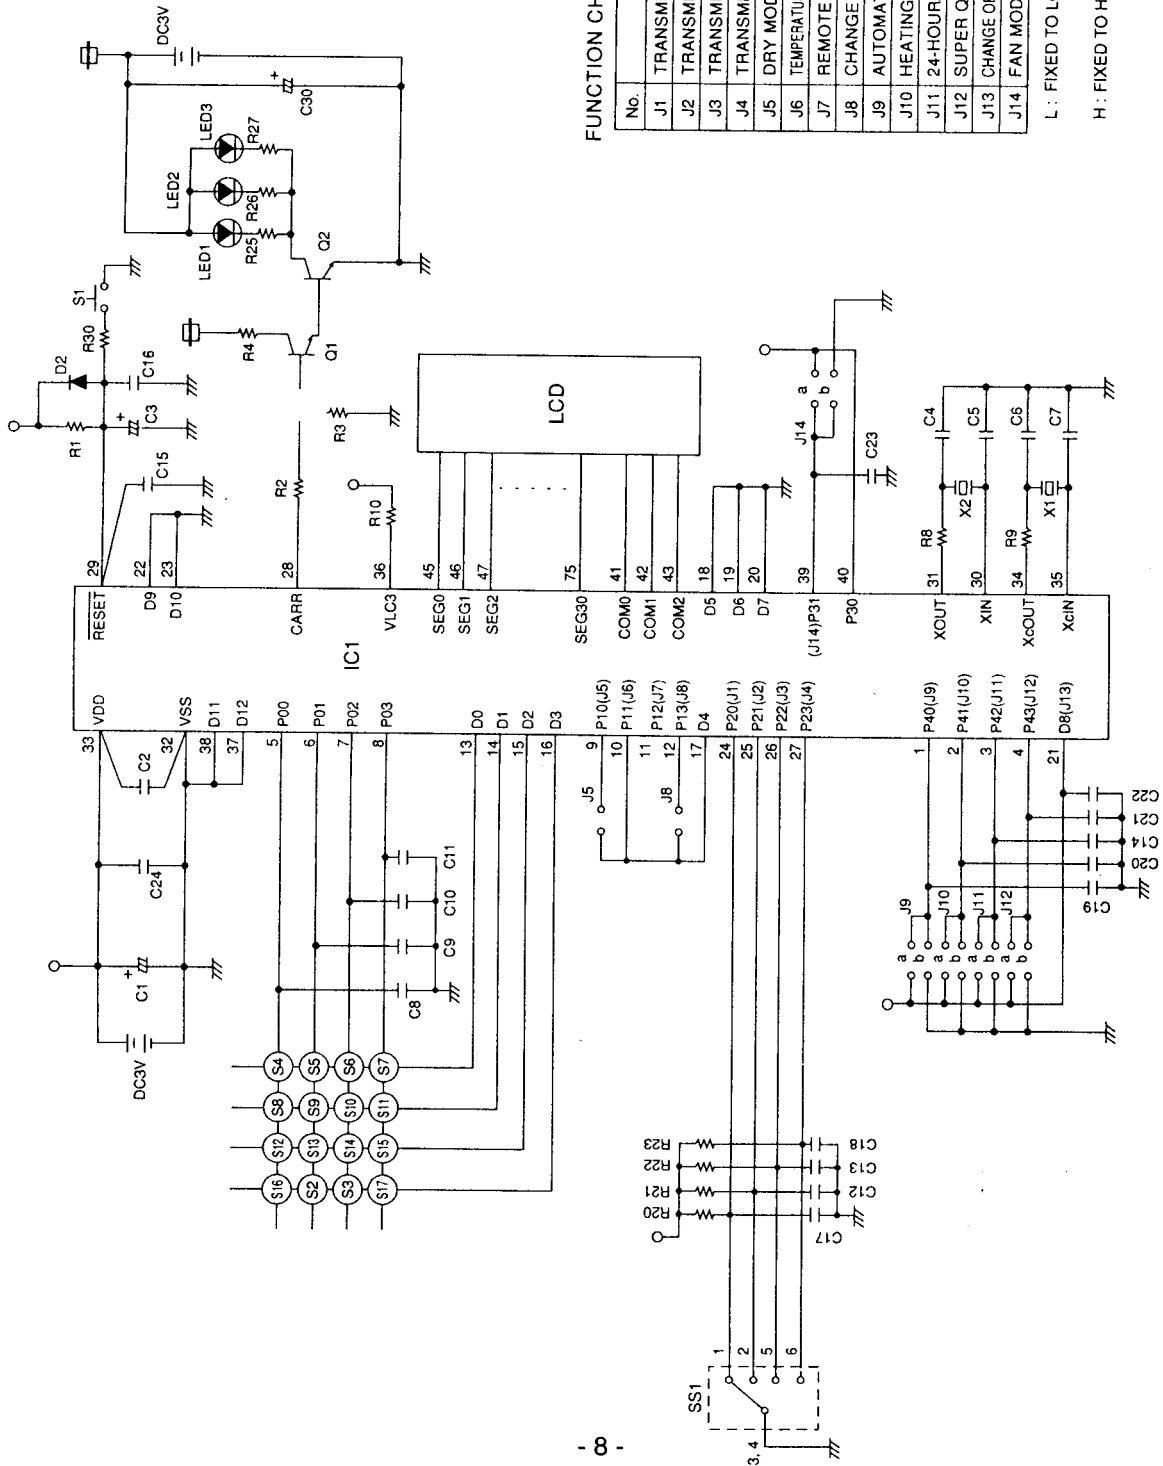 - 8 -
DC3V
C30
LED1
LED2
LED3
R25
R26
R27
Q2
Q1
R4
S1
R30
D2
R1
C16
C3
C15
R2
R3
R10
LCD
J14
a
b
C23
R8
X2
C4
C5
R9
X1
C6
C7
29
22
23
28
36
45
46
47
75
41
42
43
18
19
20
39
40
31
30
34
35
RESET
D9
D10
CARR
VLC3
SEG0
SEG1
SEG2
SEG30
COM0
COM1
COM2
D5
D6
D7
(J14)P31
P30
XOUT
XIN
XcOUT
XcIN
IC1
VDD
VSS
D11
D12
P00
P01
P02
P03
D0
D1
D2
D3
P10(J5)
P11(J6)
P12(J7)
P13(J8)
D4
P20(J1)
P21(J2)
P22(J3)
P23(J4)
P40(J9)
P41(J10)
P42(J11)
P43(J12)
D8(J13)
33
32
38
37
5
6
7
8
13
14
15
16
9
10
11
12
17
24
25
26
27
1
2
3
4
21
C2
C24
C1
DC3V
C8
C9
C10
C11
S4
S5
S6
S7
S8
S9
S10
S11
S12
S13
S14
S15
S16
S2
S3
S17
J5
J8
J9
a
b
J10
a
b
J11
a
b
J12
a
b
C19
C20
C14
C21
C22
R20
R21
R22
R23
C17
C12
C13
C18
SS1
1
2
5
6
3, 4
FUNCTION CH
No.
J1 TRANSM
J2 TRANSM
J3 TRANSM
J4 TRANSM
J5 DRY MOD
J6 TEMPERATU
J7 REMOTE
J8 CHANGE
J9 AUTOMAT
J10 HEATING
J11 24-HOUR
J12 SUPER Q
J13 CHANGE OF
J14 FAN MOD
L : FIXED TO LO
H : FIXED TO H